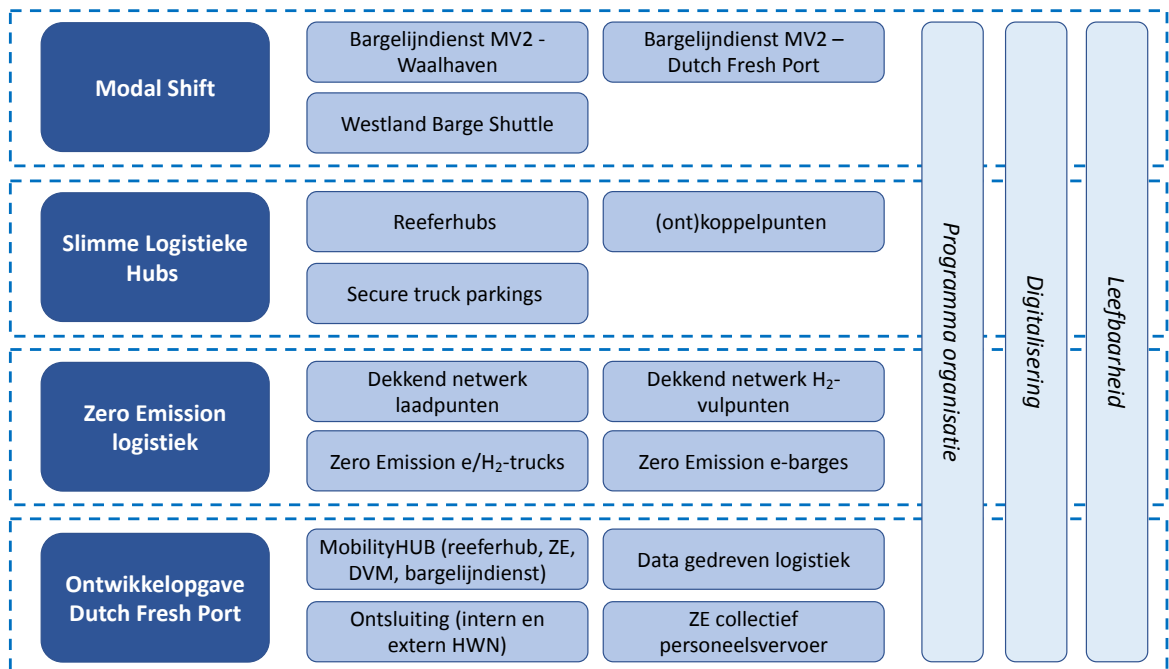 Modal Shift
Bargelijndienst MV2 -
Waalhaven
Bargelijndienst MV2 –
Dutch Fresh Port
Westland Barge Shuttle
Slimme Logistieke
Hubs
Reeferhubs
(ont)koppelpunten
Secure truck parkings
Zero Emission
logistiek
Dekkend netwerk
laadpunten
Dekkend netwerk H₂-
vulpunten
Zero Emission e/H₂-trucks
Zero Emission e-barges
Ontwikkelopgave
Dutch Fresh Port
MobilityHUB (reeferhub, ZE,
DVM, bargelijndienst)
Data gedreven logistiek
Ontsluiting (intern en
extern HWN)
ZE collectief
personeelsvervoer
Programma organisatie
Digitalisering
Leefbaarheid